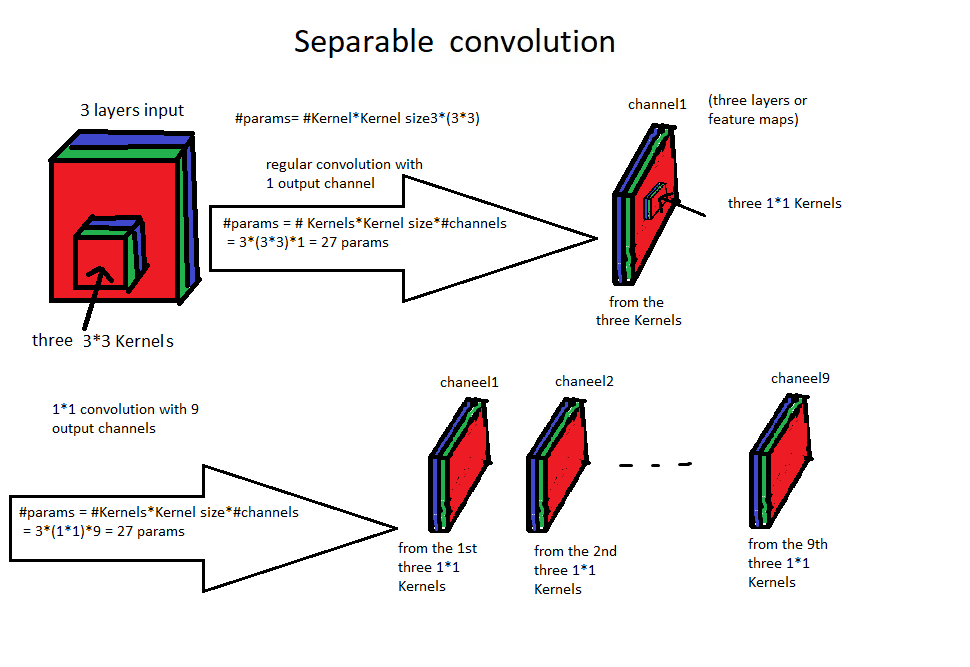 Separable convolution
3 layers input
#params= #Kernel*Kernel size3*(3*3)
channel1
(three layers or
feature maps)
regular convolution with
1 output channel
#params = # Kernels*Kernel size*#channels
= 3*(3*3)*1 = 27 params
three 1*1 Kernels
from the
three Kernels
three 3*3 Kernels
1*1 convolution with 9
output channels
chaneel1
chaneel2
chaneel9
#params = #Kernels*Kernel size*#channels
= 3*(1*1)*9 = 27 params
from the 1st
three 1*1
Kernels
from the 2nd
three 1*1
Kernels
from the 9th
three 1*1
Kernels